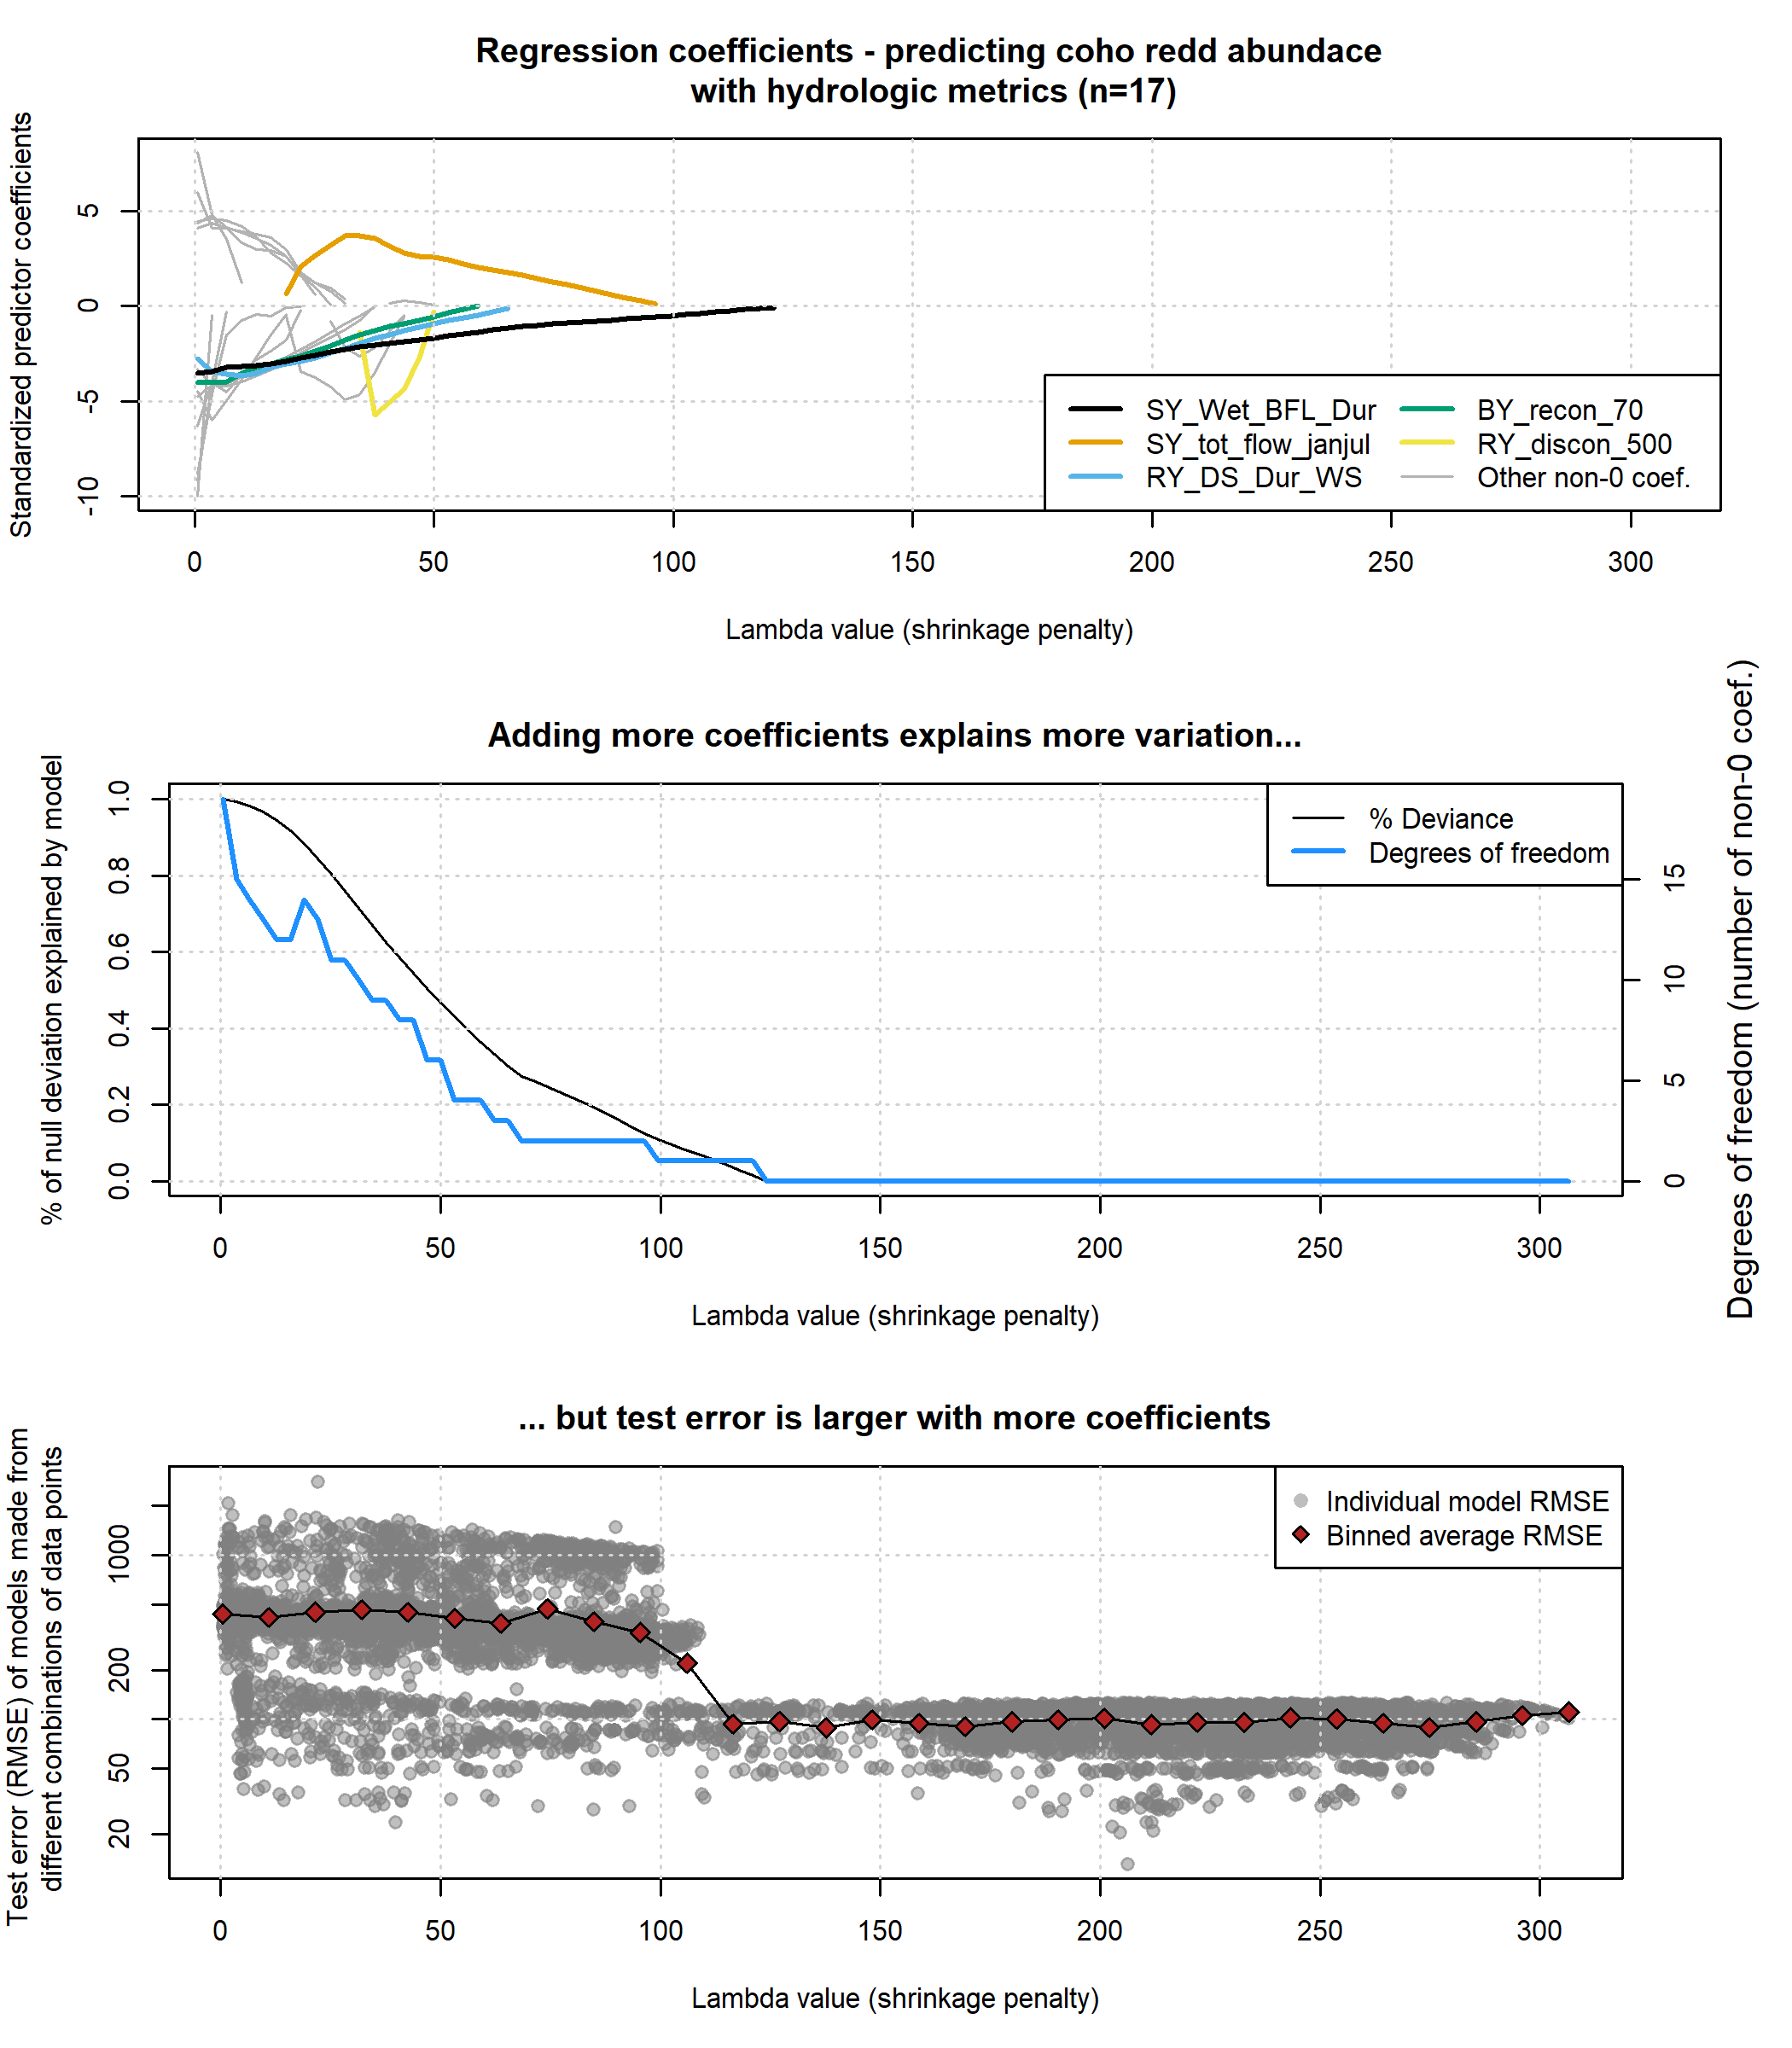 Regression coefficients - predicting coho redd abundace
with hydrologic metrics (n=17)
Standardized predictor coefficients
5
0
-5
-10
SY_Wet_BFL_Dur
SY_tot_flow_janjul
RY_DS_Dur_WS
BY_recon_70
RY_discon_500
Other non-0 coef.
0 50 100 150 200 250 300
Lambda value (shrinkage penalty)
Adding more coefficients explains more variation...
% of null deviation explained by model
1.0
0.8
0.6
0.4
0.2
0.0
% Deviance
Degrees of freedom
15
10
5
0
Degrees of freedom (number of non-0 coef.)
0 50 100 150 200 250 300
Lambda value (shrinkage penalty)
... but test error is larger with more coefficients
Test error (RMSE) of models made from
different combinations of data points
1000
200
50
20
Individual model RMSE
Binned average RMSE
0 50 100 150 200 250 300
Lambda value (shrinkage penalty)